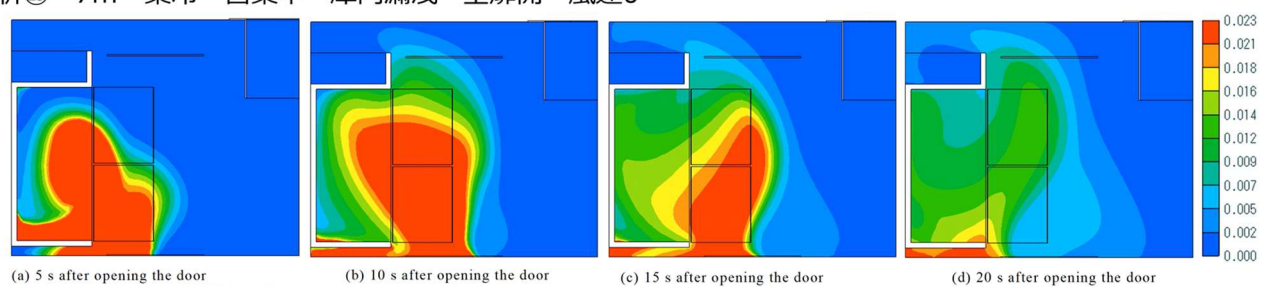 0.023
0.021
0.018
0.016
0.014
0.012
0.009
0.007
0.005
0.002
0.000
(a) 5 s after opening the door
(b) 10 s after opening the door
(c) 15 s after opening the door
(d) 20 s after opening the door